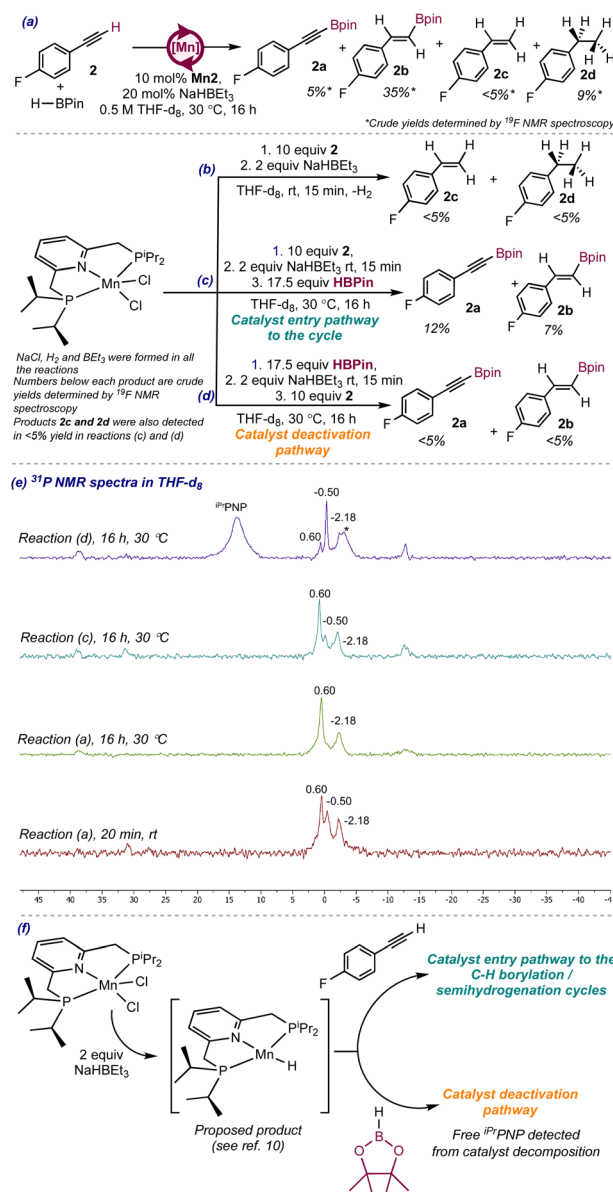 (a)
H
[Mn]
Bpin
Bpin
H
H
H
H
H
H
F
2
+
H–BPin
10 mol% Mn2,
20 mol% NaHBEt3
0.5 M THF-d8, 30 °C, 16 h
F
2a
5%*
+
F
2b
35%*
+
F
2c
<5%*
+
F
2d
9%*
*Crude yields determined by 19F NMR spectroscopy
(b)
1. 10 equiv 2
2. 2 equiv NaHBEt3
THF-d8, rt, 15 min, -H2
H
H
H
F
2c
<5%
+
H
H
H
H
F
2d
<5%
N
PiPr2
Mn
Cl
Cl
P
(c)
1. 10 equiv 2,
2. 2 equiv NaHBEt3 rt, 15 min
3. 17.5 equiv HBPin
THF-d8, 30 °C, 16 h
Catalyst entry pathway
to the cycle
Bpin
F
2a
12%
+
Bpin
F
2b
7%
NaCl, H2 and BEt3 were formed in all
the reactions
Numbers below each product are crude
yields determined by 19F NMR
spectroscopy
Products 2c and 2d were also detected
in <5% yield in reactions (c) and (d)
(d)
1. 17.5 equiv HBPin,
2. 2 equiv NaHBEt3 rt, 15 min
3. 10 equiv 2
THF-d8, 30 °C, 16 h
Catalyst deactivation
pathway
Bpin
F
2a
<5%
+
Bpin
F
2b
<5%
(e) 31P NMR spectra in THF-d8
Reaction (d), 16 h, 30 °C
iPrPNP
0.60
-0.50
-2.18
*
Reaction (c), 16 h, 30 °C
0.60
-0.50
-2.18
Reaction (a), 16 h, 30 °C
0.60
-2.18
Reaction (a), 20 min, rt
0.60
-0.50
-2.18
45 40 35 30 25 20 15 10 5 0 -5 -10 -15 -20 -25 -30 -35 -40 -45
(f)
N
PiPr2
Mn
Cl
Cl
P
2 equiv
NaHBEt3
N
PiPr2
Mn
H
P
Proposed product
(see ref. 10)
H
F
Catalyst entry pathway to the
C-H borylation /
semihydrogenation cycles
H
B
O
O
Catalyst deactivation
pathway
Free iPrPNP detected
from catalyst decomposition